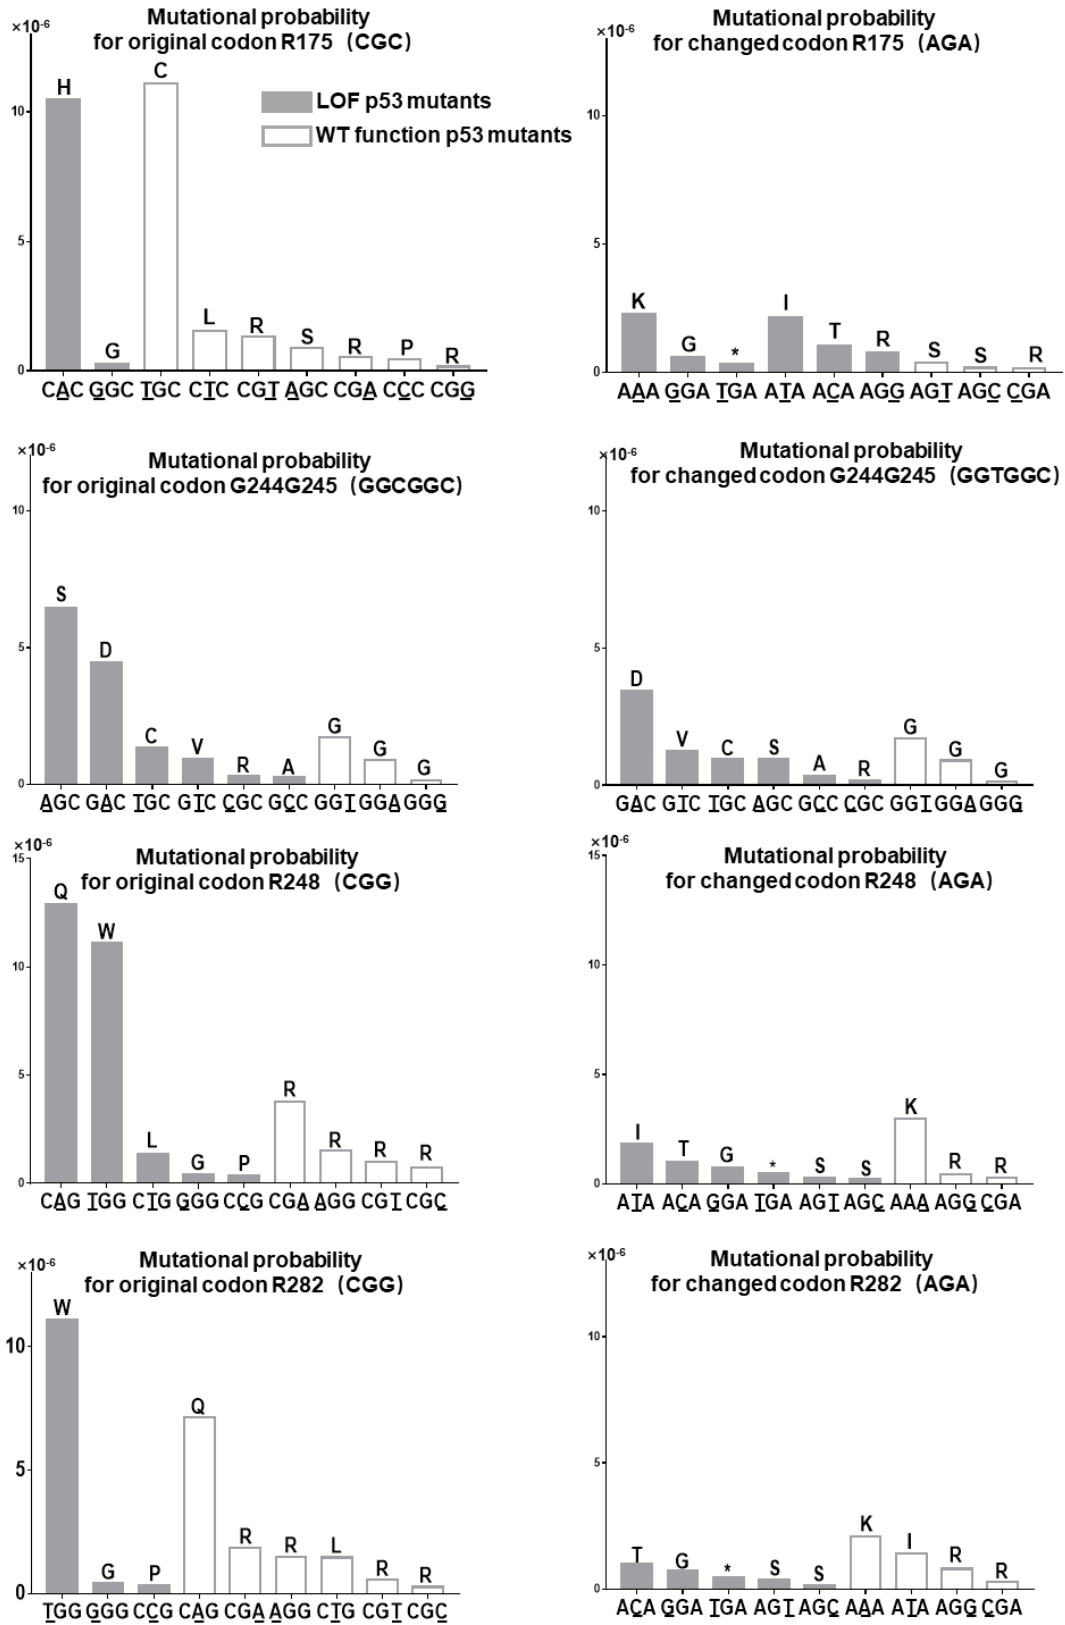 Mutational probability
for original codon R175 (CGC)
×10-6
10
5
0
H
G
C
L
R
S
R
P
R
LOF p53 mutants
WT function p53 mutants
CAC GGC TGC CTC CGT AGC CGA CCC CGG
Mutational probability
for changed codon R175 (AGA)
×10-6
10
5
0
K
G
*
I
T
R
S
S
R
AAA GGA TGA ATA ACA AGG AGT AGC CGA
Mutational probability
for original codon G244G245 (GGCGGC)
×10-6
10
5
0
S
D
C
V
R
A
G
G
G
AGC GAC TGC GTC CGC GCC GGT GGA GGG
Mutational probability
for changed codon G244G245 (GGTGGC)
×10-6
10
5
0
D
V
C
S
A
R
G
G
G
GAC GTC TGC AGC GCC CGC GGT GGA GGG
Mutational probability
for original codon R248 (CGG)
×10-6
15
10
5
0
Q
W
L
G
P
R
R
R
R
CAG TGG CTG GGG CCG CGA AGG CGT CGC
Mutational probability
for changed codon R248 (AGA)
×10-6
15
10
5
0
I
T
G
*
S
S
K
R
R
ATA ACA GGA TGA AGT AGC AAA AGG CGA
Mutational probability
for original codon R282 (CGG)
×10-6
10
5
0
W
G
P
Q
R
R
L
R
R
TGG GGG CCG CAG CGA AGG CTG CGT CGC
Mutational probability
for changed codon R282 (AGA)
×10-6
10
5
0
T
G
*
S
S
K
I
R
R
ACA GGA TGA AGT AGC AAA ATA AGG CGA